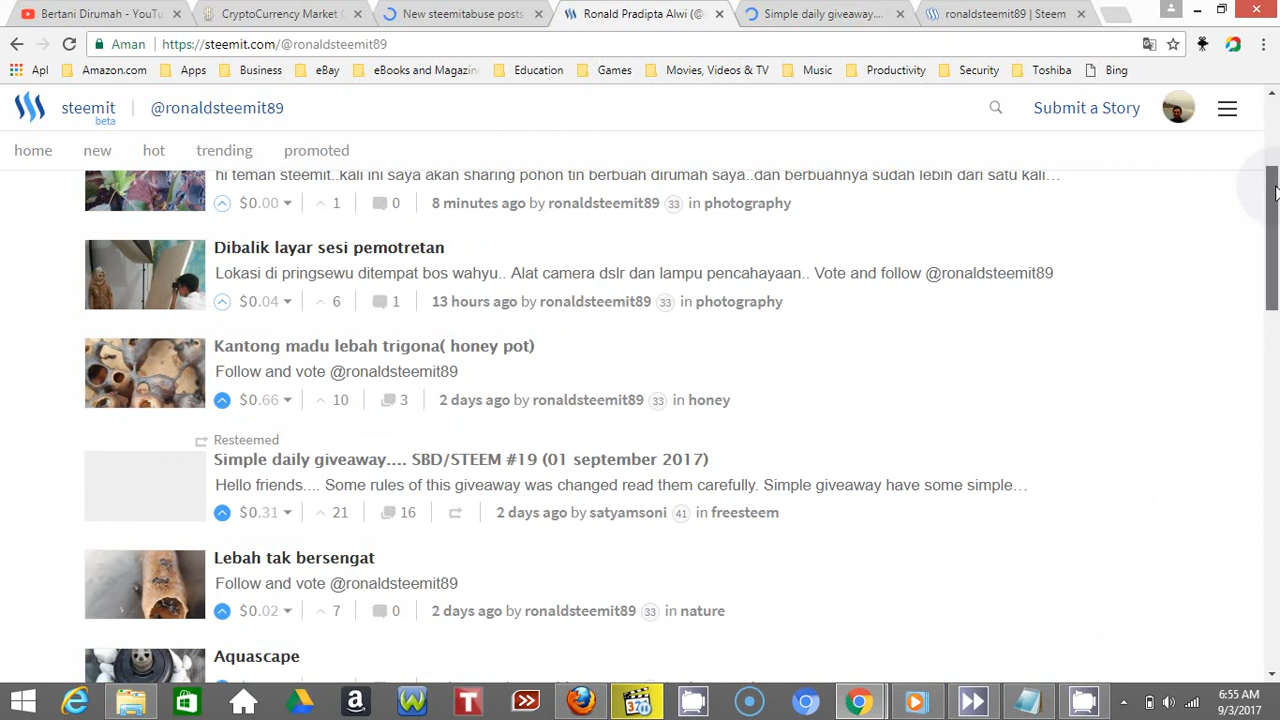 Bertani Dirumah - YouTu
CryptoCurrency Market
New steemitabuse posts
Ronald Pradipta Alwi (@
Simple daily giveaway....
ronaldsteemit89 | Steem
Aman
https://steemit.com/@ronaldsteemit89
Apl
Amazon.com
Apps
Business
eBay
eBooks and Magazin
Education
Games
Movies, Videos & TV
Music
Productivity
Security
Toshiba
Bing
steemit
beta
@ronaldsteemit89
Submit a Story
home new hot trending promoted
hi teman steemit..kali ini saya akan sharing pohon tin berbuah dirumah saya..dan berbuahnya sudah lebih dari satu kali…
$0.00 1 0 8 minutes ago by ronaldsteemit89 33 in photography
Dibalik layar sesi pemotretan
Lokasi di pringsewu ditempat bos wahyu.. Alat camera dslr dan lampu pencahayaan.. Vote and follow @ronaldsteemit89
$0.04 6 1 13 hours ago by ronaldsteemit89 33 in photography
Kantong madu lebah trigona( honey pot)
Follow and vote @ronaldsteemit89
$0.66 10 3 2 days ago by ronaldsteemit89 33 in honey
Resteemed
Simple daily giveaway.... SBD/STEEM #19 (01 september 2017)
Hello friends.... Some rules of this giveaway was changed read them carefully. Simple giveaway have some simple…
$0.31 21 16 2 days ago by satyamsoni 41 in freesteem
Lebah tak bersengat
Follow and vote @ronaldsteemit89
$0.02 7 0 2 days ago by ronaldsteemit89 33 in nature
Aquascape
6:55 AM
9/3/2017